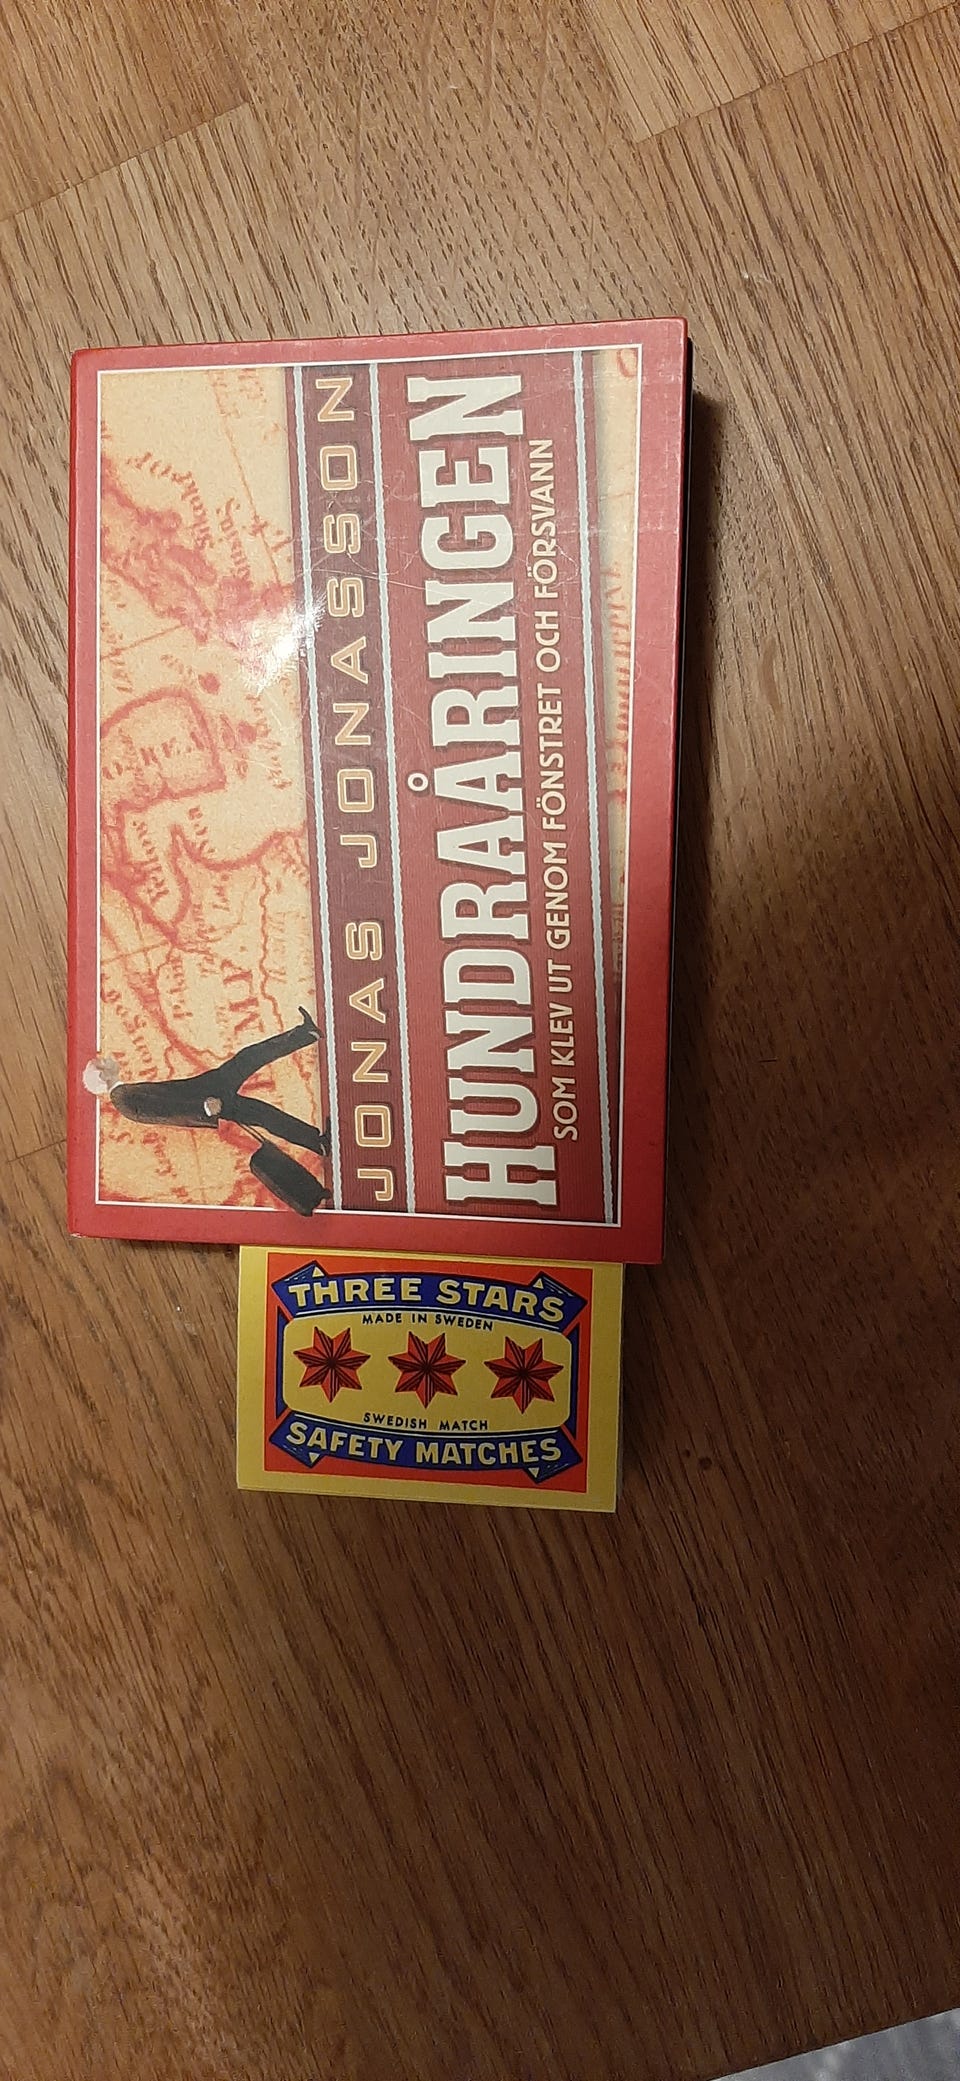 JONAS JONASSON
HUNDRAÅRINGEN
SOM KLEV UT GENOM FÖNSTRET OCH FÖRSVANN
THREE STARS
MADE IN SWEDEN
SWEDISH MATCH
SAFETY MATCHES